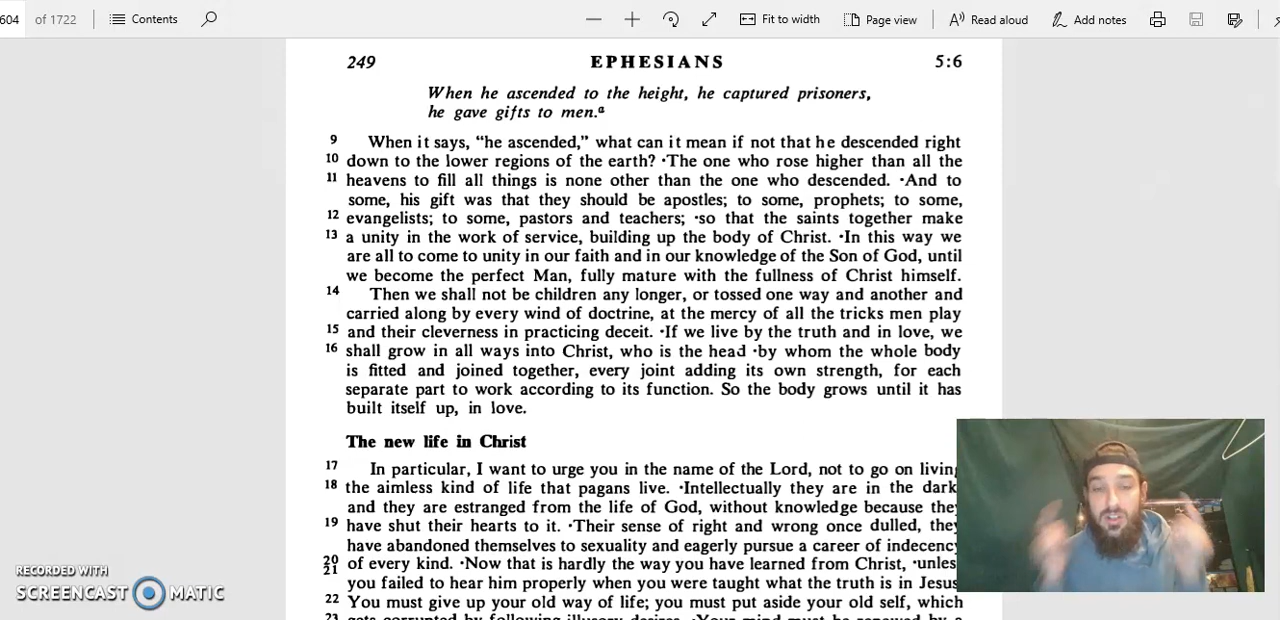 604 of 1722 Contents Fit to width Page view Read aloud Add notes
249 EPHESIANS 5:6
When he ascended to the height, he captured prisoners,
he gave gifts to men.a
9 When it says, “he ascended,” what can it mean if not that he descended right
10 down to the lower regions of the earth? ·The one who rose higher than all the
11 heavens to fill all things is none other than the one who descended. ·And to
some, his gift was that they should be apostles; to some, prophets; to some,
12 evangelists; to some, pastors and teachers; ·so that the saints together make
13 a unity in the work of service, building up the body of Christ. ·In this way we
are all to come to unity in our faith and in our knowledge of the Son of God, until
we become the perfect Man, fully mature with the fullness of Christ himself.
14 Then we shall not be children any longer, or tossed one way and another and
carried along by every wind of doctrine, at the mercy of all the tricks men play
15 and their cleverness in practicing deceit. ·If we live by the truth and in love, we
16 shall grow in all ways into Christ, who is the head ·by whom the whole body
is fitted and joined together, every joint adding its own strength, for each
separate part to work according to its function. So the body grows until it has
built itself up, in love.
The new life in Christ
17 In particular, I want to urge you in the name of the Lord, not to go on living
18 the aimless kind of life that pagans live. ·Intellectually they are in the dark
and they are estranged from the life of God, without knowledge because they
19 have shut their hearts to it. ·Their sense of right and wrong once dulled, they
have abandoned themselves to sexuality and eagerly pursue a career of indecency
20 of every kind. ·Now that is hardly the way you have learned from Christ, ·unles
21 you failed to hear him properly when you were taught what the truth is in Jesus
22 You must give up your old way of life; you must put aside your old self, which
23 gets corrupted by following illusory desires. ·Your mind must be renewed by a
RECORDED WITH
SCREENCAST MATIC